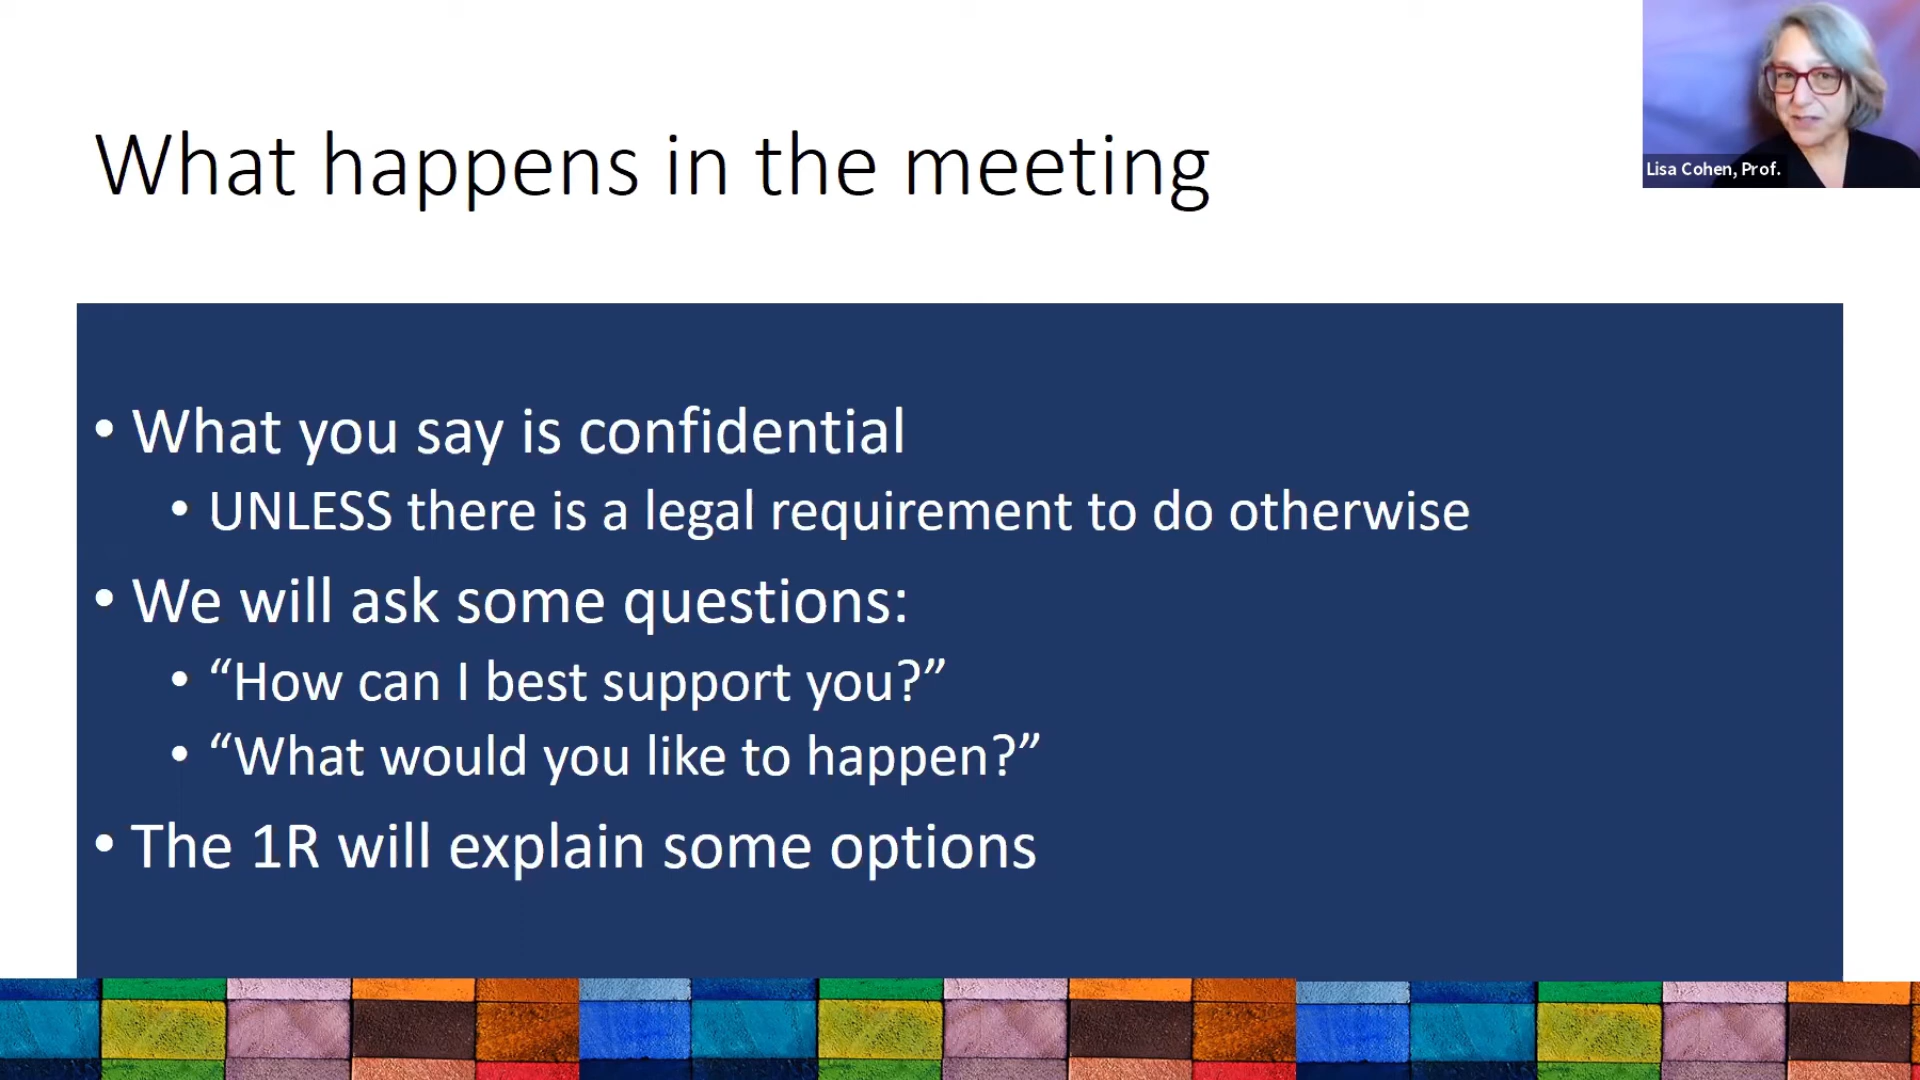 What happens in the meeting
Lisa Cohen, Prof.
• What you say is confidential
• UNLESS there is a legal requirement to do otherwise
• We will ask some questions:
• “How can I best support you?”
• “What would you like to happen?”
• The 1R will explain some options